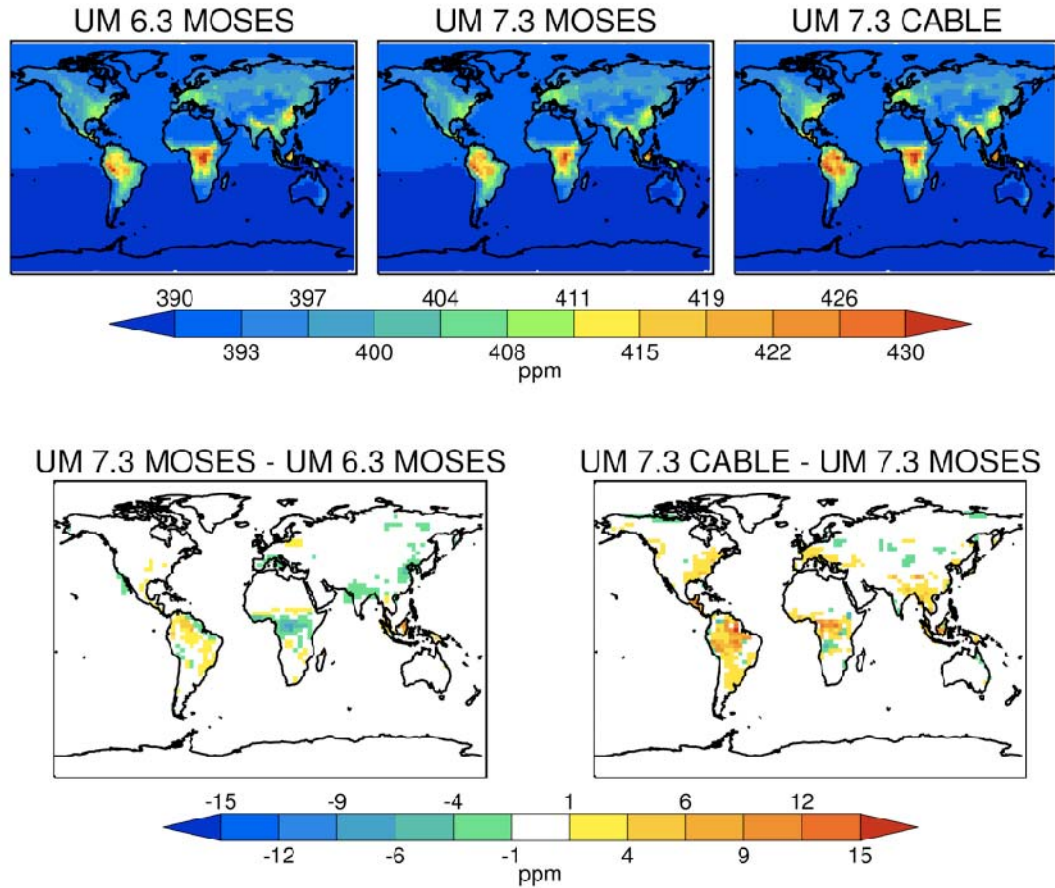 UM 6.3 MOSES UM 7.3 MOSES UM 7.3 CABLE
390 397 404 411 419 426
393 400 408 415 422 430
ppm
UM 7.3 MOSES - UM 6.3 MOSES UM 7.3 CABLE - UM 7.3 MOSES
-15 -9 -4 1 6 12
-12 -6 -1 4 9 15
ppm